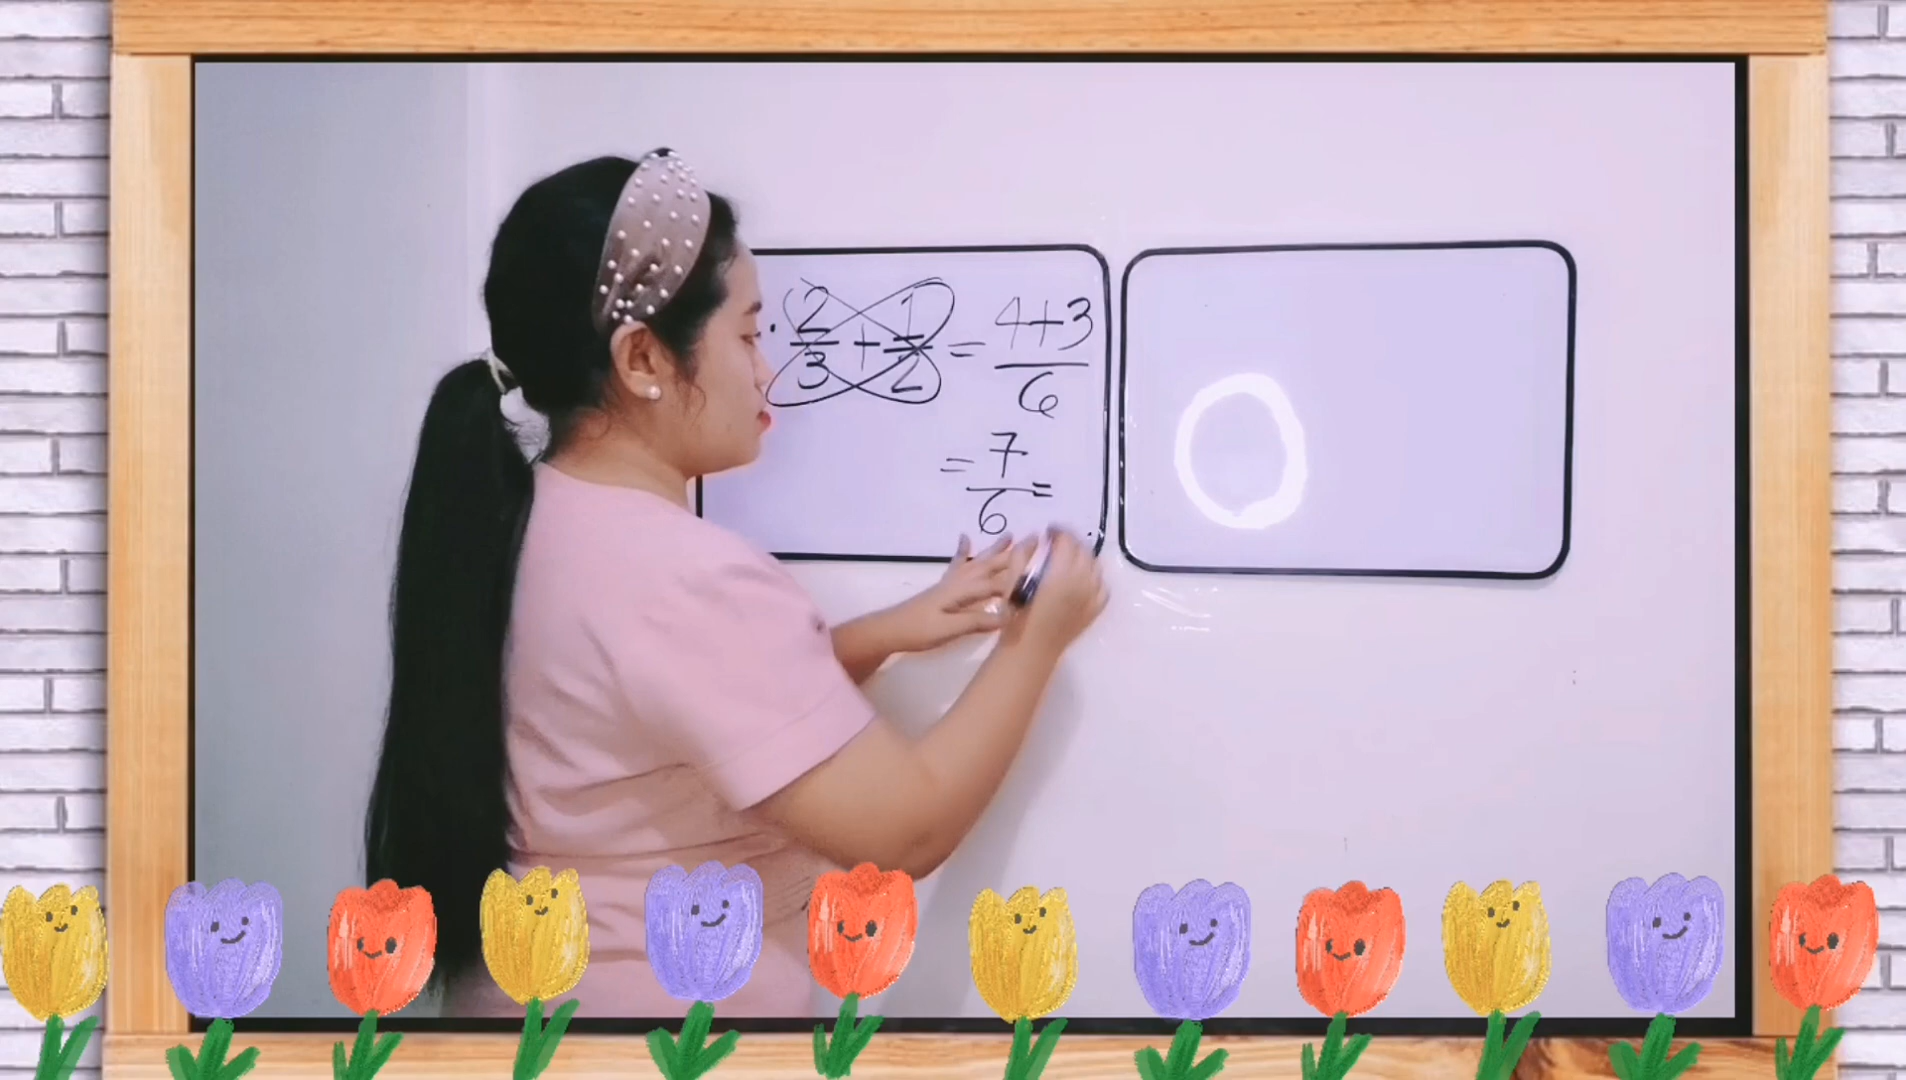 2/3 + 1/2 = 4+3/6
= 7/6 =